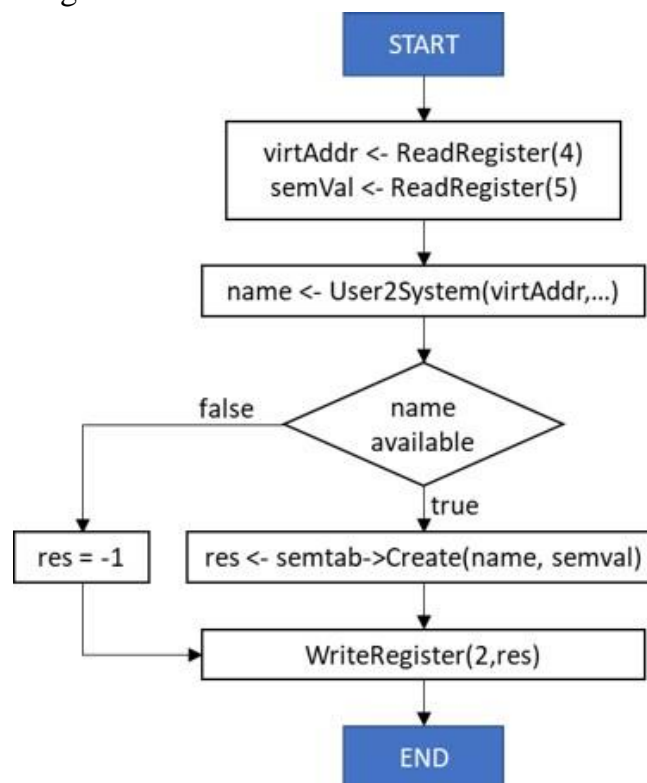 START
virtAddr <- ReadRegister(4)
semVal <- ReadRegister(5)
name <- User2System(virtAddr,...)
name
available
false
true
res = -1
res <- semtab->Create(name, semval)
WriteRegister(2,res)
END